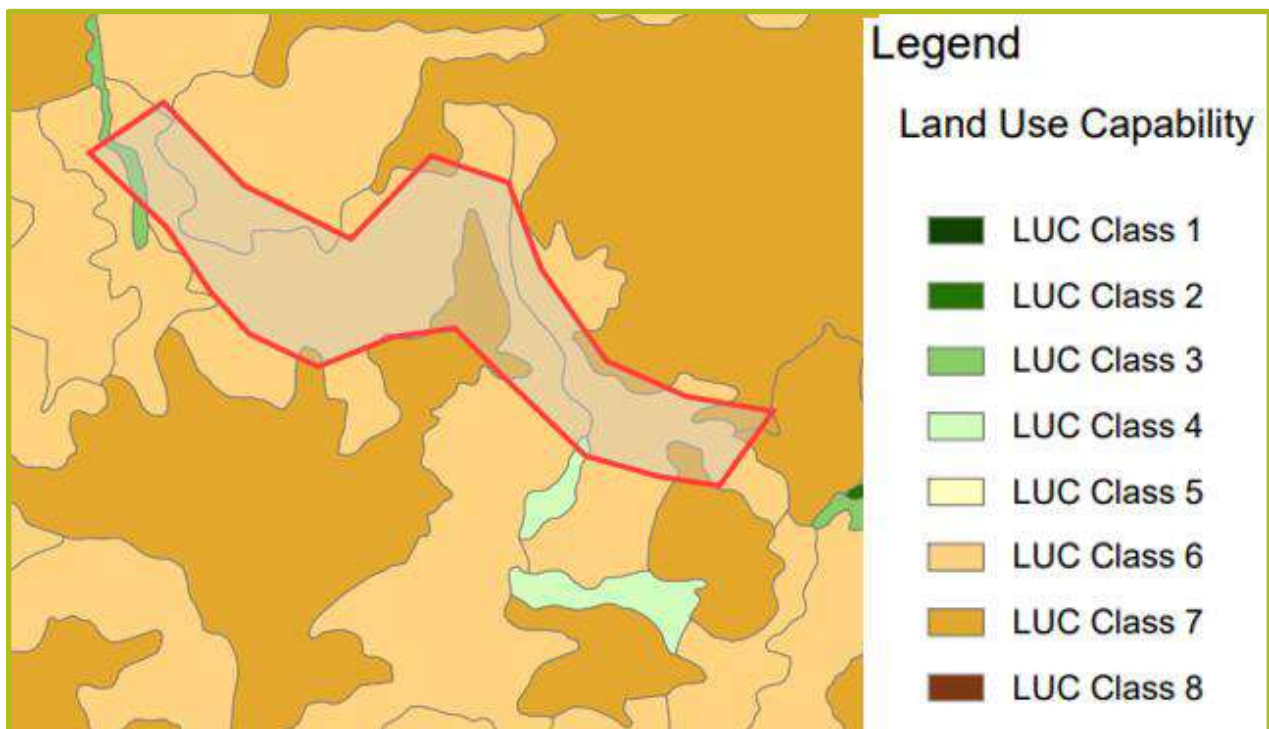 Legend
Land Use Capability
LUC Class 1
LUC Class 2
LUC Class 3
LUC Class 4
LUC Class 5
LUC Class 6
LUC Class 7
LUC Class 8